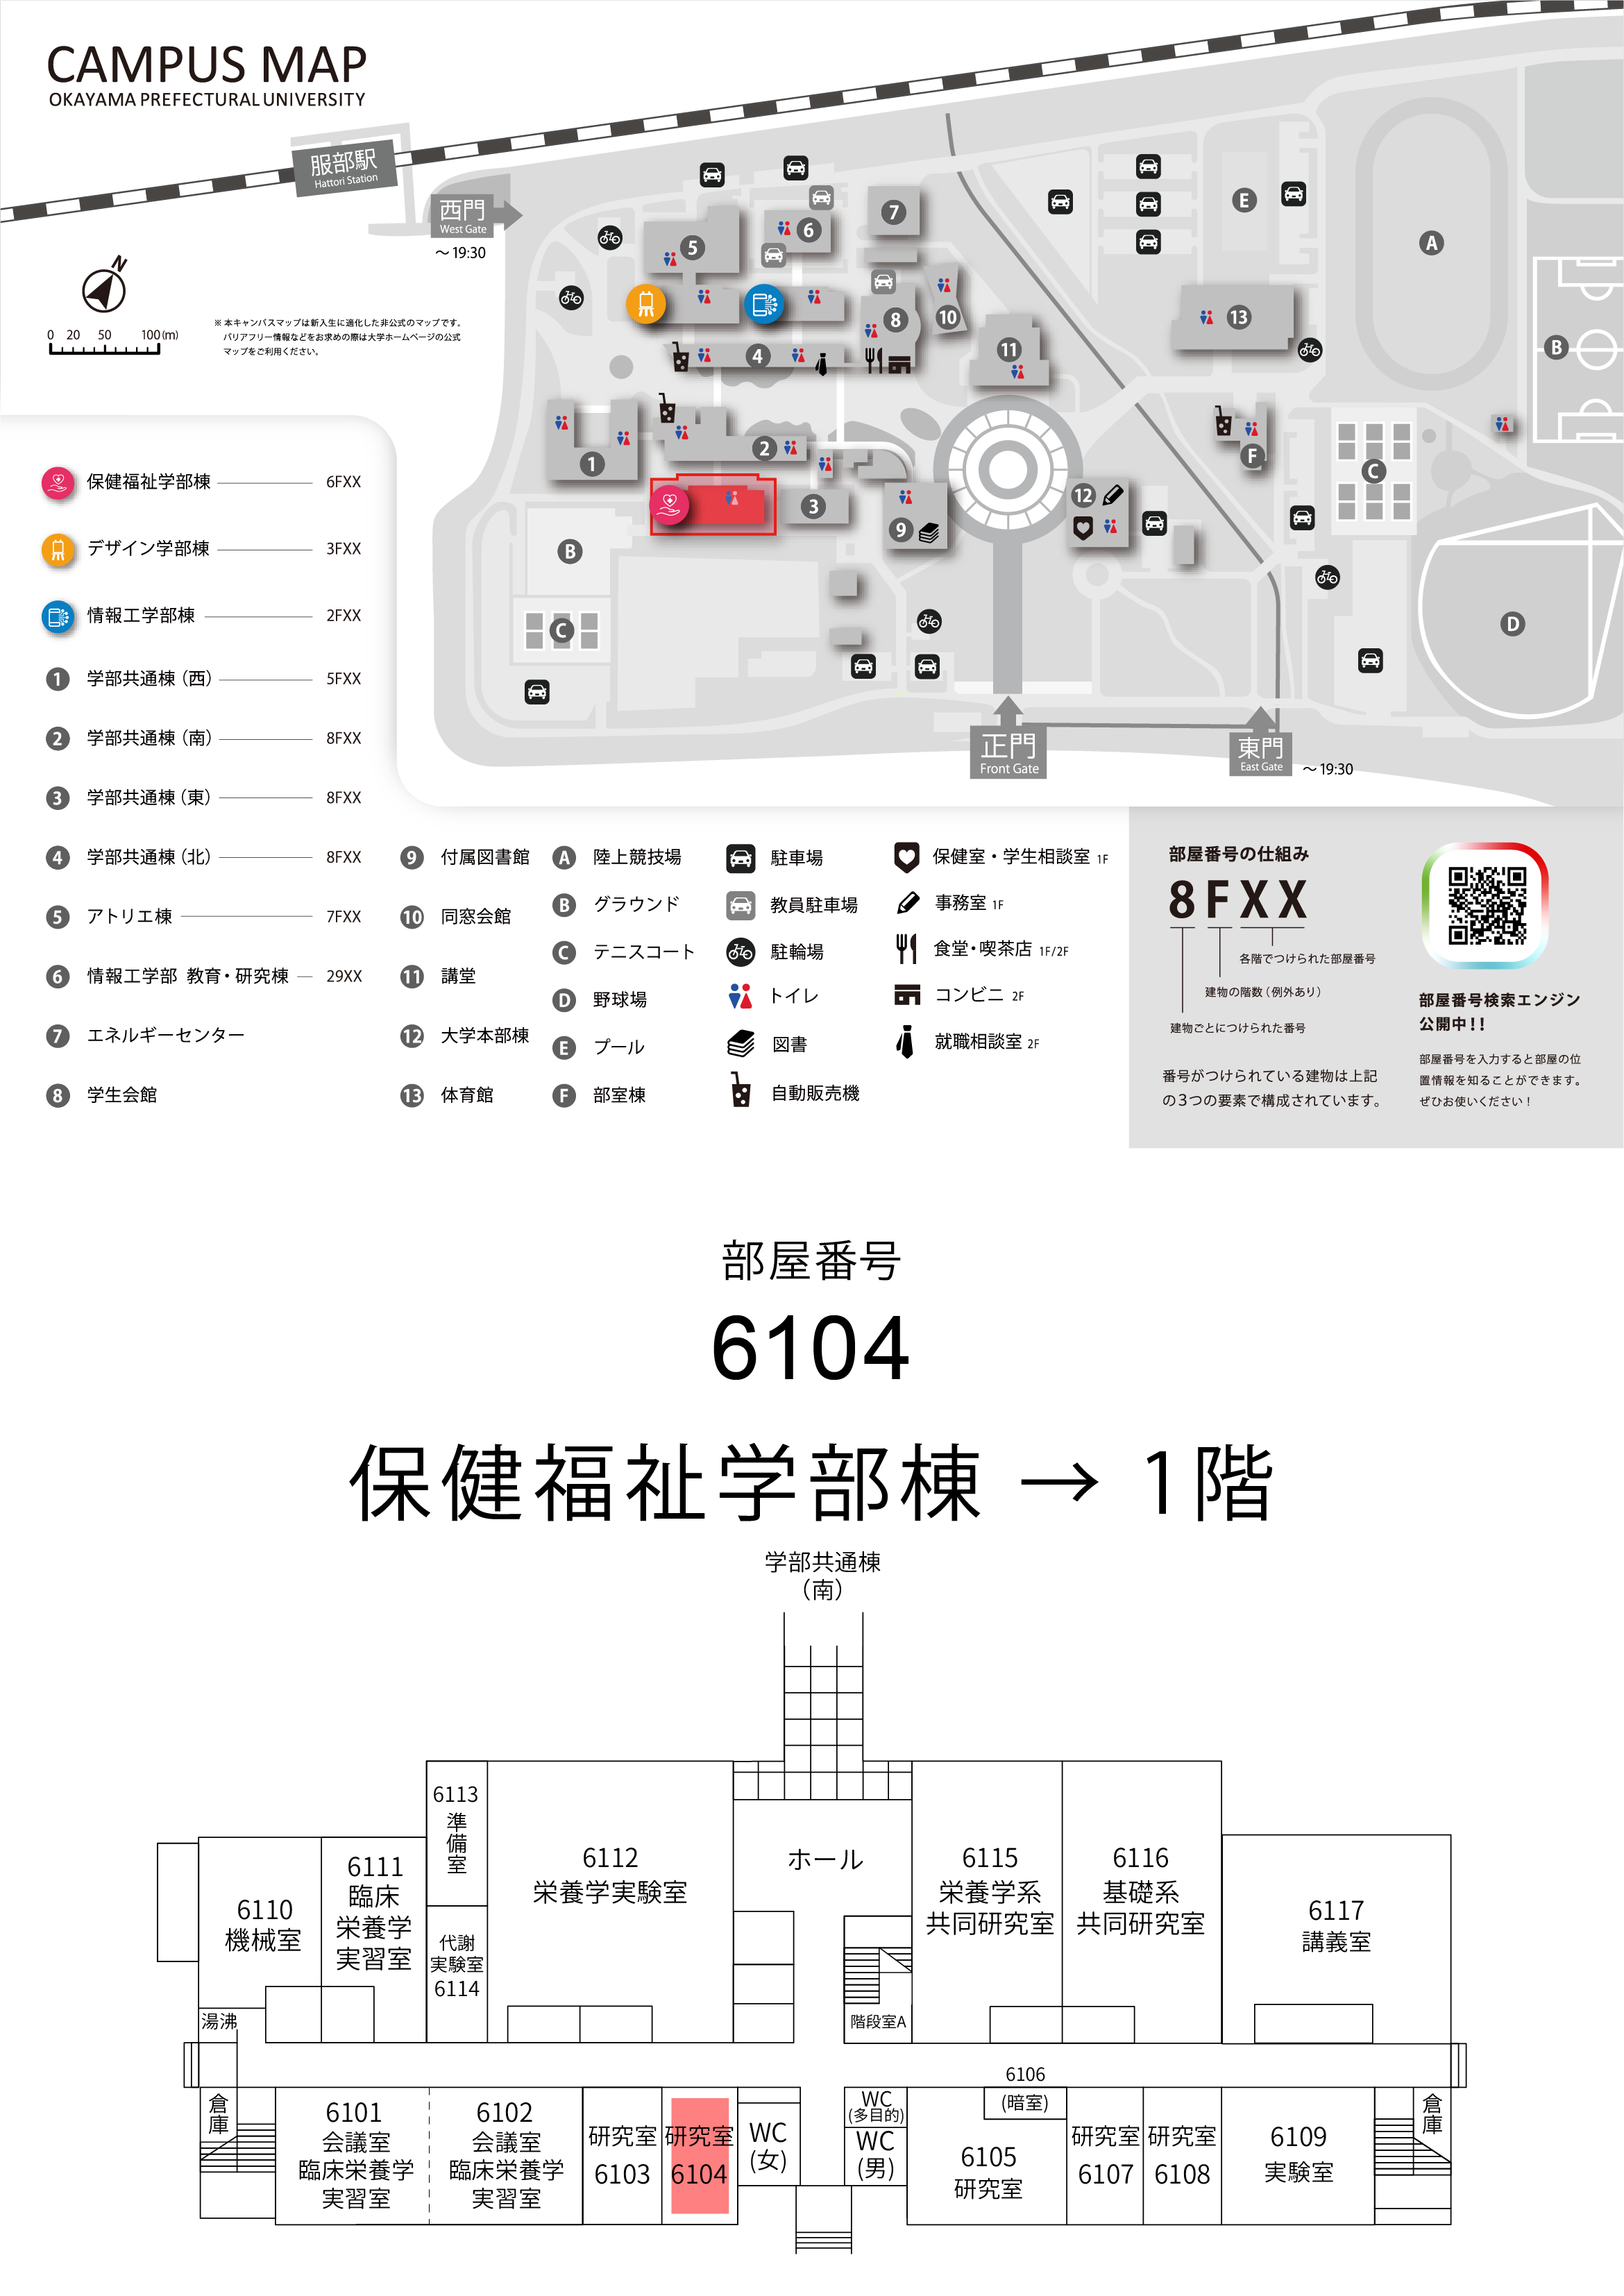 CAMPUS MAP
OKAYAMA PREFECTURAL UNIVERSITY
服部駅
Hattori Station
西門
West Gate
～19:30
N
0 20 50 100(m)
※ 本キャンパスマップは新入生に適化した非公式のマップです。
バリアフリー情報などをお求めの際は大学ホームページの公式
マップをご利用ください。
7
6
5
E
A
8
10
13
4
11
B
2
1
F
C
3
12
9
B
C
D
正門
Front Gate
東門
East Gate
～19:30
保健福祉学部棟 6FXX
デザイン学部棟 3FXX
情報工学部棟 2FXX
1 学部共通棟（西） 5FXX
2 学部共通棟（南） 8FXX
3 学部共通棟（東） 8FXX
4 学部共通棟（北） 8FXX
5 アトリエ棟 7FXX
6 情報工学部 教育・研究棟 29XX
7 エネルギーセンター
8 学生会館
9 付属図書館
10 同窓会館
11 講堂
12 大学本部棟
13 体育館
A 陸上競技場
B グラウンド
C テニスコート
D 野球場
E プール
F 部室棟
駐車場
教員駐車場
駐輪場
トイレ
図書
自動販売機
保健室・学生相談室 1F
事務室 1F
食堂・喫茶店 1F/2F
コンビニ 2F
就職相談室 2F
部屋番号の仕組み
8FXX
各階でつけられた部屋番号
建物の階数（例外あり）
建物ごとにつけられた番号
番号がつけられている建物は上記
の３つの要素で構成されています。
部屋番号検索エンジン
公開中！！
部屋番号を入力すると部屋の位
置情報を知ることができます。
ぜひお使いください！
部屋番号
6104
保健福祉学部棟 → 1階
学部共通棟
（南）
6113
準備室
6110
機械室
6111
臨床
栄養学
実習室
代謝
実験室
6114
6112
栄養学実験室
ホール
階段室A
6115
栄養学系
共同研究室
6116
基礎系
共同研究室
6117
講義室
湯沸
倉庫
6101
会議室
臨床栄養学
実習室
6102
会議室
臨床栄養学
実習室
研究室
6103
研究室
6104
WC
(女)
WC
(多目的)
WC
(男)
6106
(暗室)
6105
研究室
研究室
6107
研究室
6108
6109
実験室
倉庫